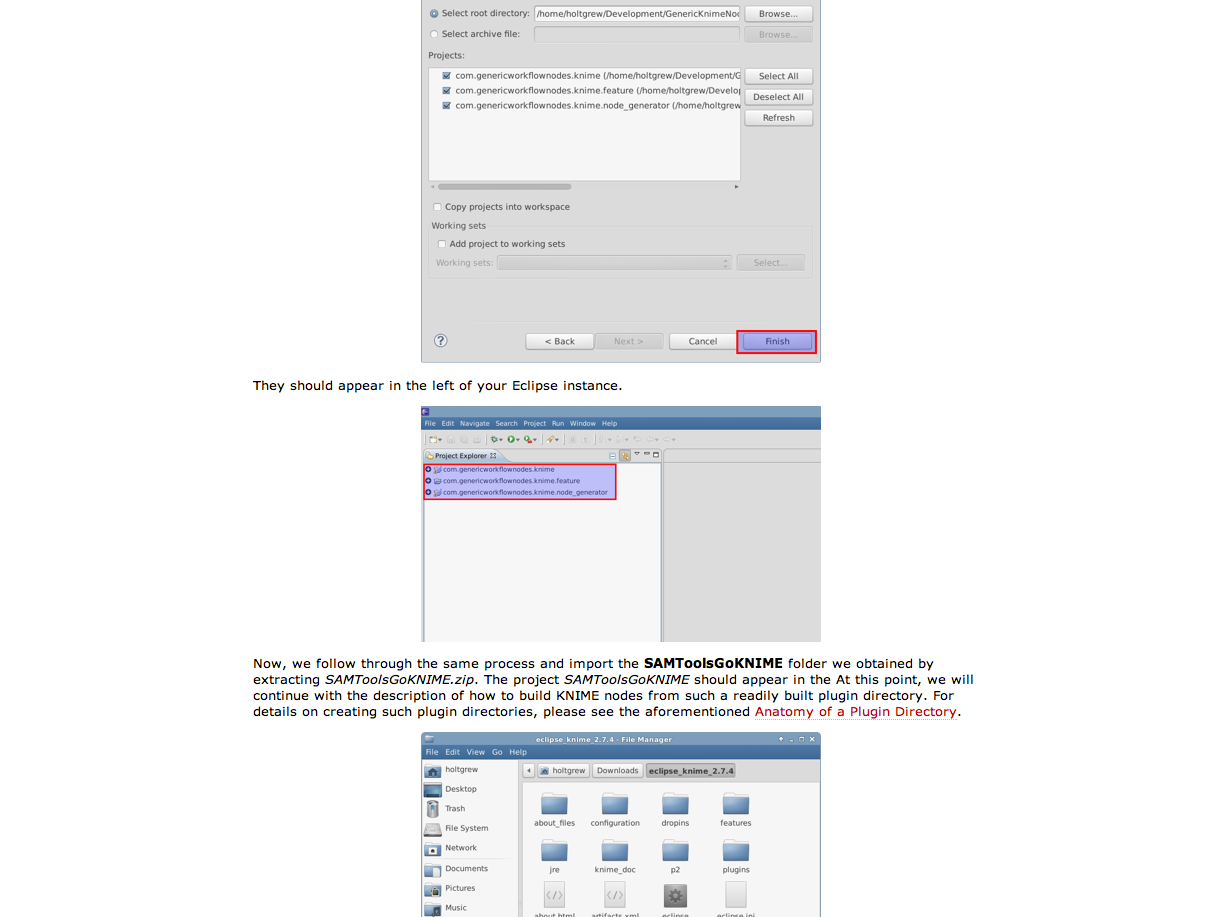 Select root directory: /home/holtgrew/Development/GenericKnimeNo Browse...
Select archive file: Browse...
Projects:
com.genericworkflownodes.knime (/home/holtgrew/Development/G Select All
com.genericworkflownodes.knime.feature (/home/holtgrew/Develop Deselect All
com.genericworkflownodes.knime.node_generator (/home/holtgrew
Refresh
Copy projects into workspace
Working sets
Add project to working sets
Working sets: Select...
? < Back Next > Cancel Finish
They should appear in the left of your Eclipse instance.
File Edit Navigate Search Project Run Window Help
Project Explorer
com.genericworkflownodes.knime
com.genericworkflownodes.knime.feature
com.genericworkflownodes.knime.node_generator
Now, we follow through the same process and import the SAMToolsGoKNIME folder we obtained by
extracting SAMToolsGoKNIME.zip. The project SAMToolsGoKNIME should appear in the At this point, we will
continue with the description of how to build KNIME nodes from such a readily built plugin directory. For
details on creating such plugin directories, please see the aforementioned Anatomy of a Plugin Directory.
eclipse_knime_2.7.4 - File Manager
File Edit View Go Help
holtgrew Downloads eclipse_knime_2.7.4
holtgrew
Desktop
Trash
File System
Network
Documents
Pictures
Music
about_files configuration dropins features
jre knime_doc p2 plugins
about.html artifacts.xml eclipse eclipse.ini